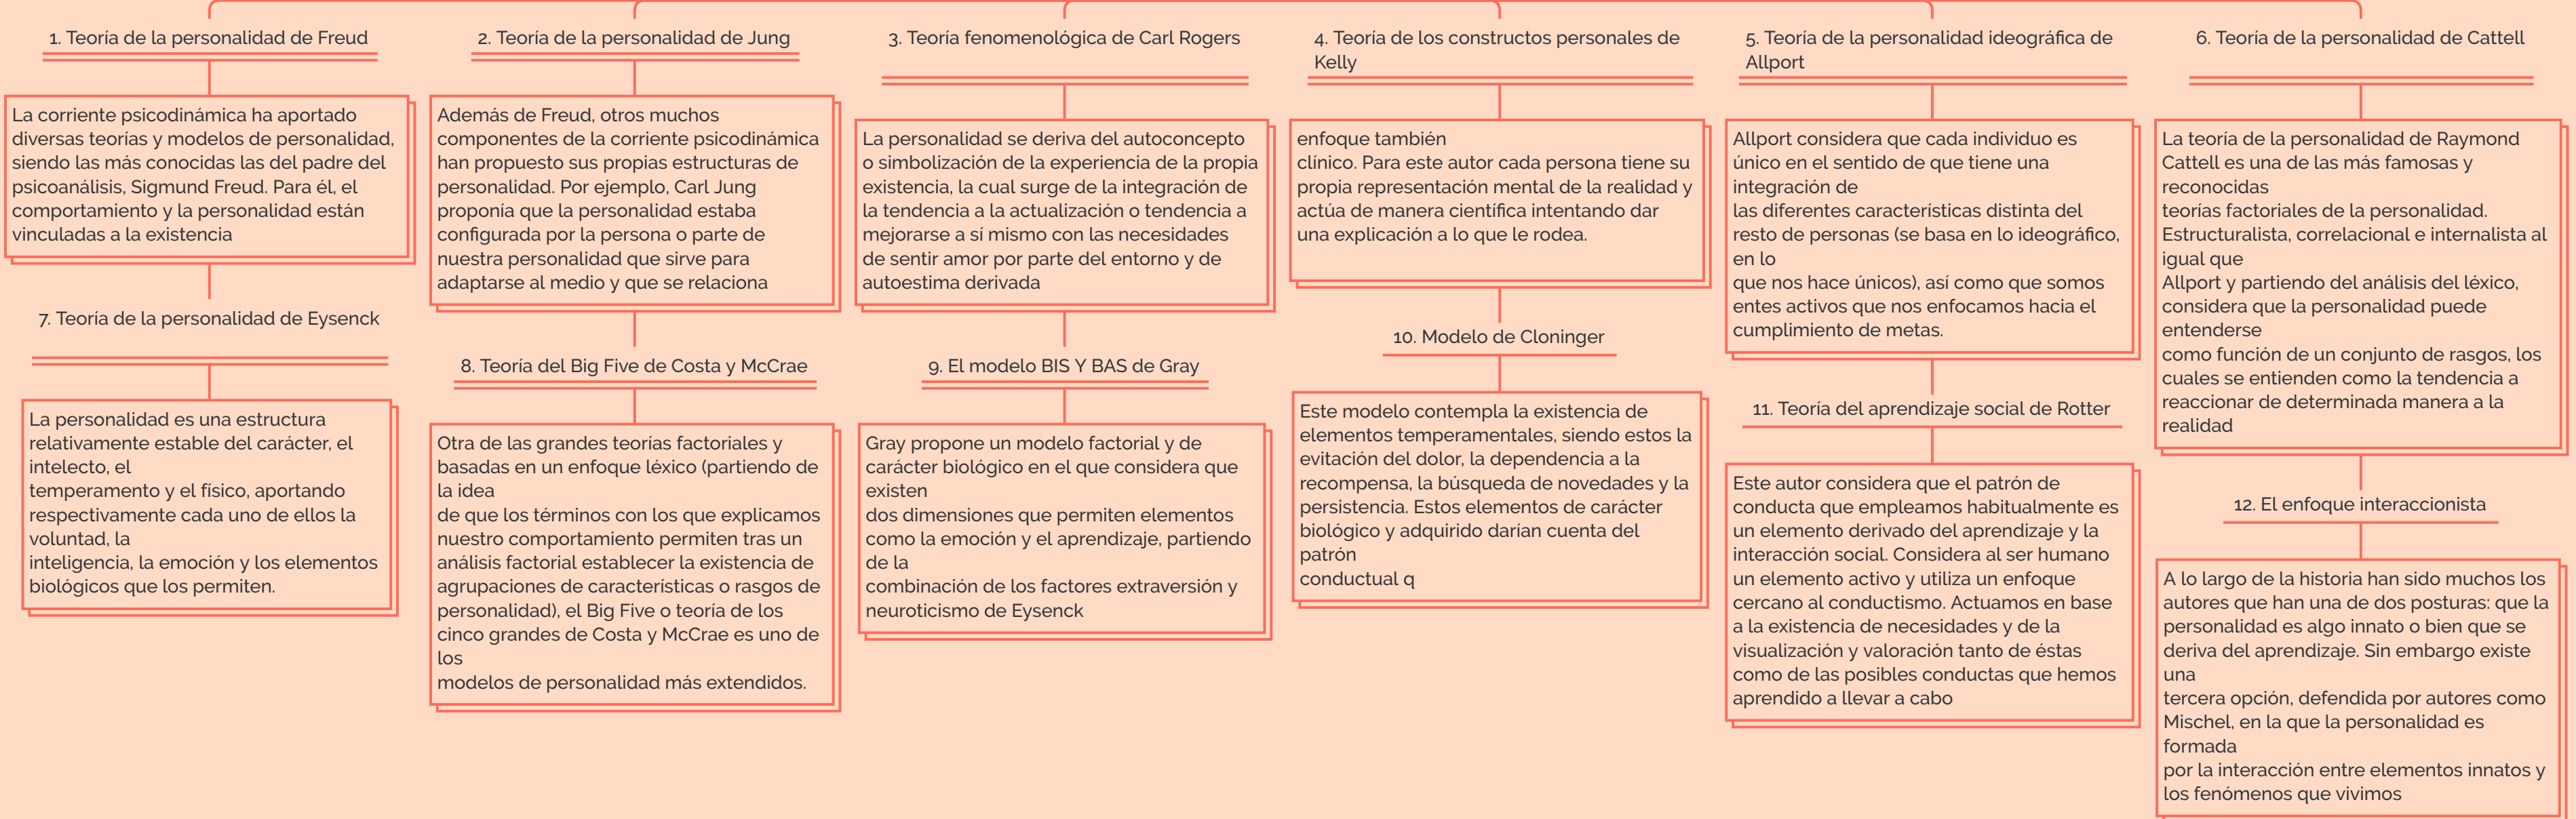 1. Teoría de la personalidad de Freud
La corriente psicodinámica ha aportado
diversas teorías y modelos de personalidad,
siendo las más conocidas las del padre del
psicoanálisis, Sigmund Freud. Para él, el
comportamiento y la personalidad están
vinculadas a la existencia
7. Teoría de la personalidad de Eysenck
La personalidad es una estructura
relativamente estable del carácter, el
intelecto, el
temperamento y el físico, aportando
respectivamente cada uno de ellos la
voluntad, la
inteligencia, la emoción y los elementos
biológicos que los permiten.
2. Teoría de la personalidad de Jung
Además de Freud, otros muchos
componentes de la corriente psicodinámica
han propuesto sus propias estructuras de
personalidad. Por ejemplo, Carl Jung
proponía que la personalidad estaba
configurada por la persona o parte de
nuestra personalidad que sirve para
adaptarse al medio y que se relaciona
8. Teoría del Big Five de Costa y McCrae
Otra de las grandes teorías factoriales y
basadas en un enfoque léxico (partiendo de
la idea
de que los términos con los que explicamos
nuestro comportamiento permiten tras un
análisis factorial establecer la existencia de
agrupaciones de características o rasgos de
personalidad), el Big Five o teoría de los
cinco grandes de Costa y McCrae es uno de
los
modelos de personalidad más extendidos.
3. Teoría fenomenológica de Carl Rogers
La personalidad se deriva del autoconcepto
o simbolización de la experiencia de la propia
existencia, la cual surge de la integración de
la tendencia a la actualización o tendencia a
mejorarse a sí mismo con las necesidades
de sentir amor por parte del entorno y de
autoestima derivada
9. El modelo BIS Y BAS de Gray
Gray propone un modelo factorial y de
carácter biológico en el que considera que
existen
dos dimensiones que permiten elementos
como la emoción y el aprendizaje, partiendo
de la
combinación de los factores extraversión y
neuroticismo de Eysenck
4. Teoría de los constructos personales de
Kelly
enfoque también
clínico. Para este autor cada persona tiene su
propia representación mental de la realidad y
actúa de manera científica intentando dar
una explicación a lo que le rodea.
10. Modelo de Cloninger
Este modelo contempla la existencia de
elementos temperamentales, siendo estos la
evitación del dolor, la dependencia a la
recompensa, la búsqueda de novedades y la
persistencia. Estos elementos de carácter
biológico y adquirido darían cuenta del
patrón
conductual q
5. Teoría de la personalidad ideográfica de
Allport
Allport considera que cada individuo es
único en el sentido de que tiene una
integración de
las diferentes características distinta del
resto de personas (se basa en lo ideográfico,
en lo
que nos hace únicos), así como que somos
entes activos que nos enfocamos hacia el
cumplimiento de metas.
11. Teoría del aprendizaje social de Rotter
Este autor considera que el patrón de
conducta que empleamos habitualmente es
un elemento derivado del aprendizaje y la
interacción social. Considera al ser humano
un elemento activo y utiliza un enfoque
cercano al conductismo. Actuamos en base
a la existencia de necesidades y de la
visualización y valoración tanto de éstas
como de las posibles conductas que hemos
aprendido a llevar a cabo
6. Teoría de la personalidad de Cattell
La teoría de la personalidad de Raymond
Cattell es una de las más famosas y
reconocidas
teorías factoriales de la personalidad.
Estructuralista, correlacional e internalista al
igual que
Allport y partiendo del análisis del léxico,
considera que la personalidad puede
entenderse
como función de un conjunto de rasgos, los
cuales se entienden como la tendencia a
reaccionar de determinada manera a la
realidad
12. El enfoque interaccionista
A lo largo de la historia han sido muchos los
autores que han una de dos posturas: que la
personalidad es algo innato o bien que se
deriva del aprendizaje. Sin embargo existe
una
tercera opción, defendida por autores como
Mischel, en la que la personalidad es
formada
por la interacción entre elementos innatos y
los fenómenos que vivimos